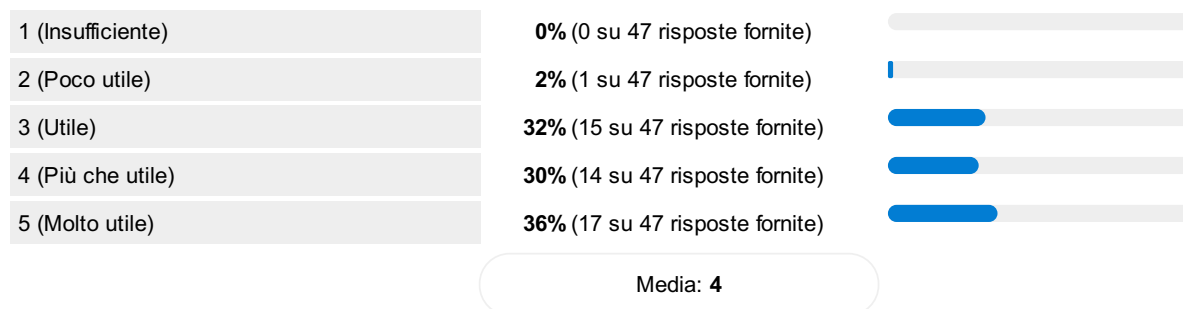 1 (Insufficiente) 0% (0 su 47 risposte fornite)
2 (Poco utile) 2% (1 su 47 risposte fornite)
3 (Utile) 32% (15 su 47 risposte fornite)
4 (Più che utile) 30% (14 su 47 risposte fornite)
5 (Molto utile) 36% (17 su 47 risposte fornite)
Media: 4